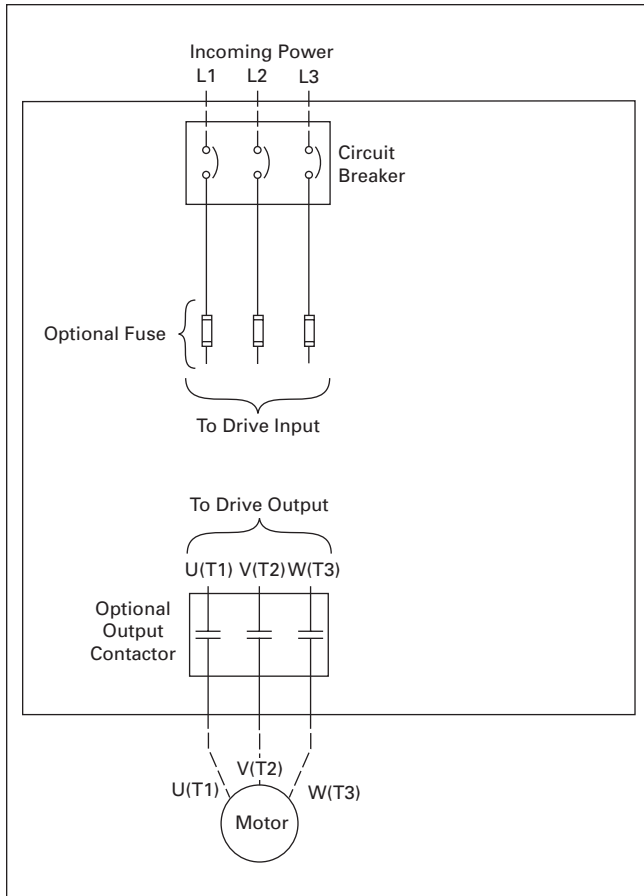 Incoming Power
L1 L2 L3
Circuit
Breaker
Optional Fuse
To Drive Input
To Drive Output
U(T1) V(T2) W(T3)
Optional
Output
Contactor
V(T2)
U(T1) W(T3)
Motor